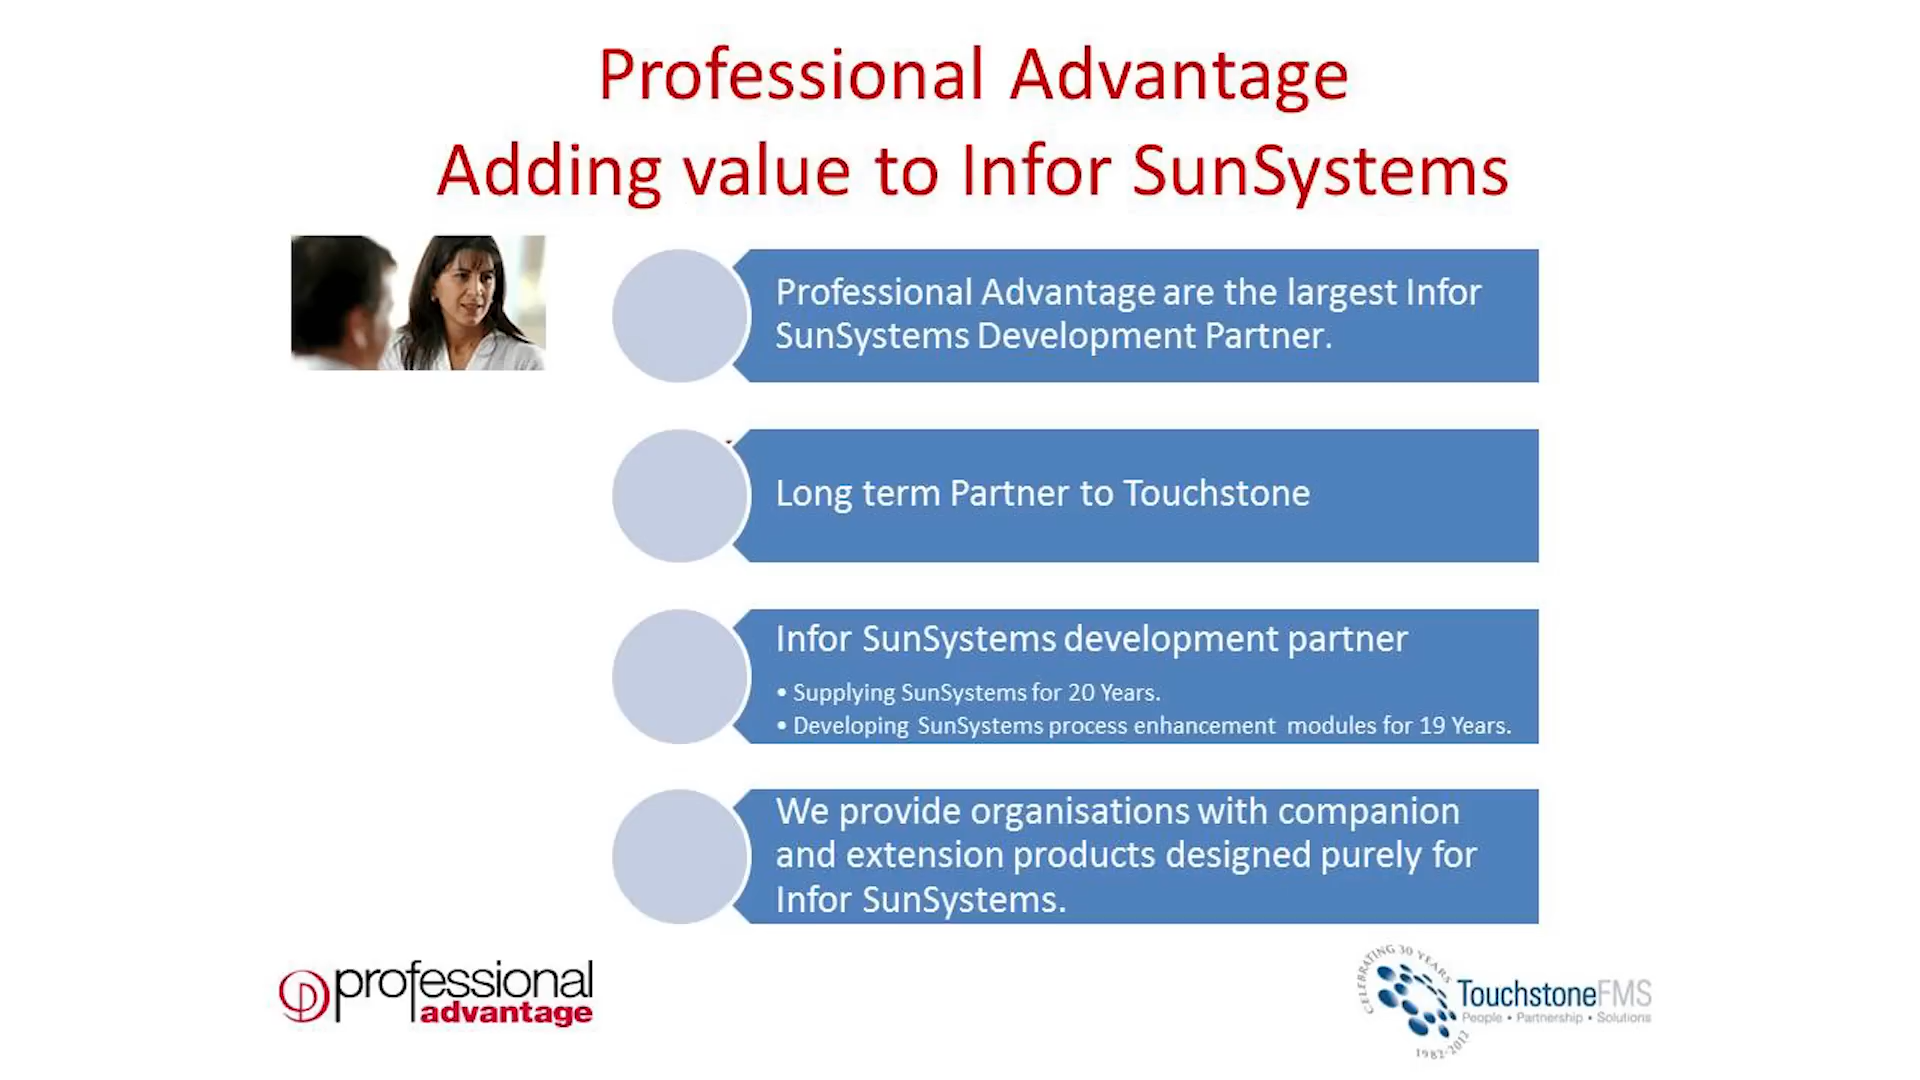 Professional Advantage
Adding value to Infor SunSystems
Professional Advantage are the largest Infor
SunSystems Development Partner.
Long term Partner to Touchstone
Infor SunSystems development partner
• Supplying SunSystems for 20 Years.
• Developing SunSystems process enhancement modules for 19 Years.
We provide organisations with companion
and extension products designed purely for
Infor SunSystems.
professional
advantage
CELEBRATING 30 YEARS
TouchstoneFMS
People • Partnership • Solutions
1982-2012